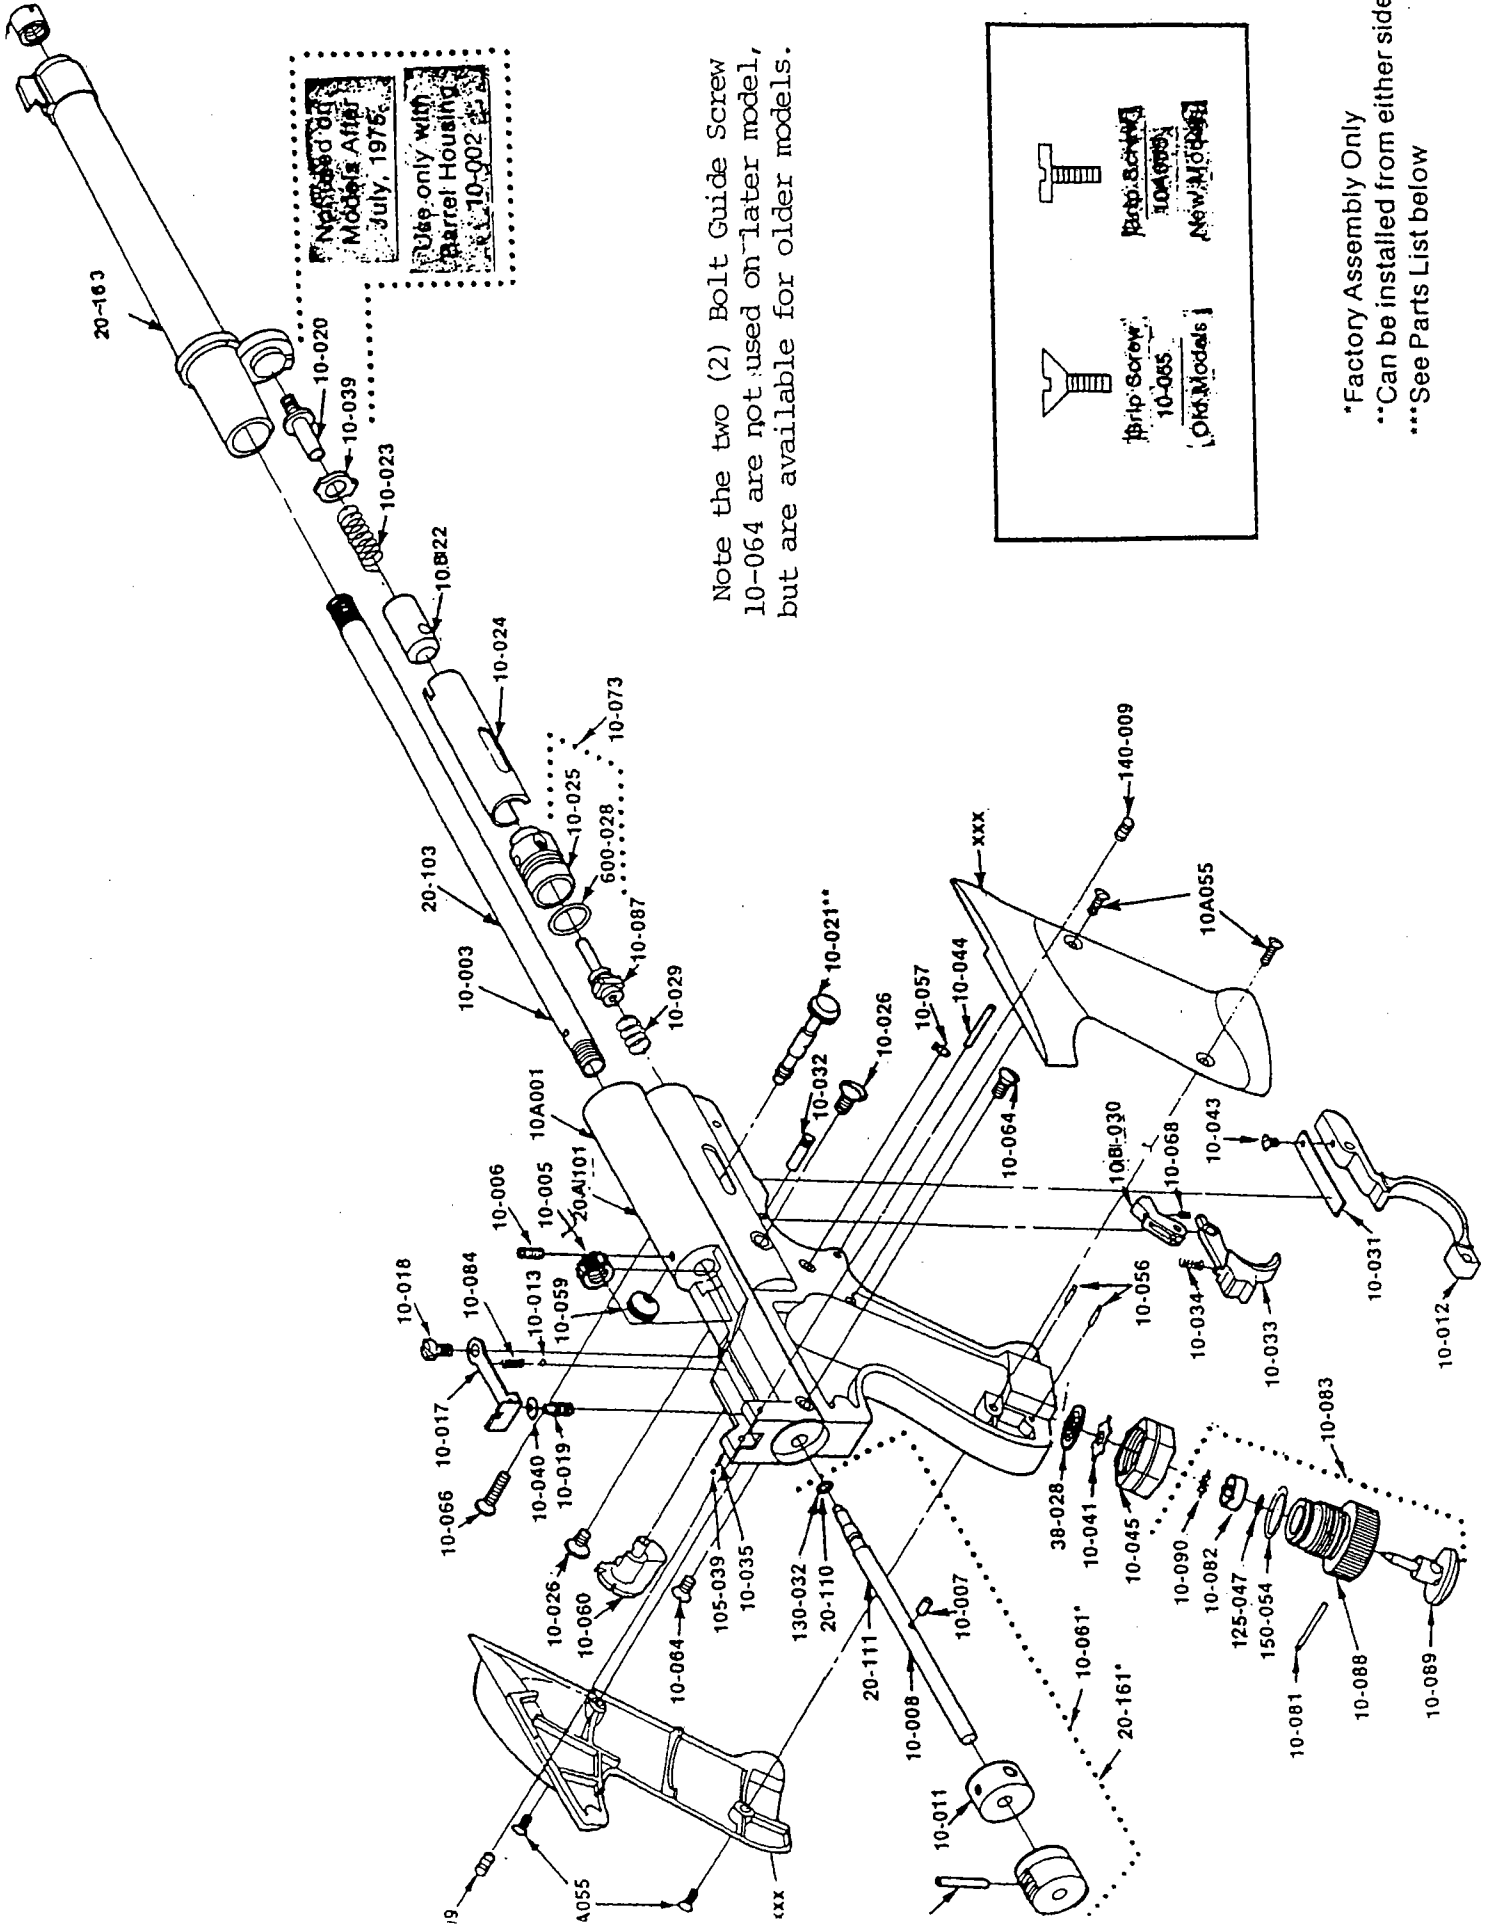 20-163
10-020
10-039
10-023
10-024
10-073
10-025
600-028
10-087
10-029
20-103
10-003
10A001
10-006
10-005
10-018
10-084
10-013
10-059
10-017
10-066
10-040
10-019
10-026
10-060
10-064
105-039
10-035
130-032
20-110
20-111
10-008
10-007
10-061*
20-161*
10-011
10-021**
10-026
10-032
10-057
10-044
10-064
xxx
140-009
10A055
10-043
10-068
10-031
10-012
10-034
10-033
10-056
38-028
10-041
10-045
10-083
10-090
10-082
125-047
150-054
10-081
10-088
10-089
A055
xx
Not used on
Models After
July, 1975
Use only with
Barrel Housing
10-002
Note the two (2) Bolt Guide Screw
10-064 are not used on later model,
but are available for older models.
Grip Screw
10-055
Old Models
Grip Screw
10A055
New Models
*Factory Assembly Only
**Can be installed from either side
***See Parts List below